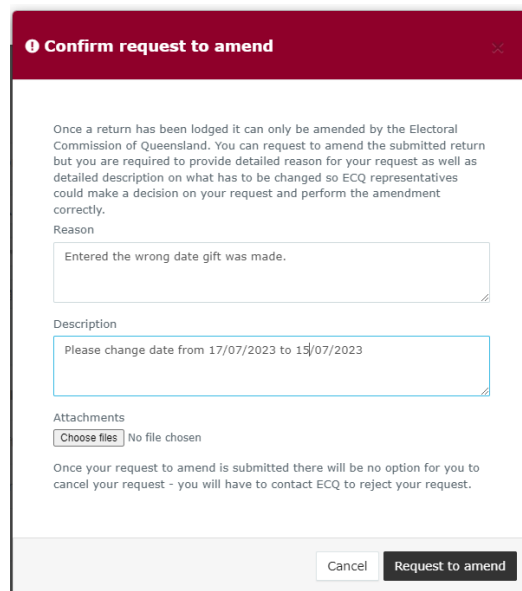 Confirm request to amend
Once a return has been lodged it can only be amended by the Electoral
Commission of Queensland. You can request to amend the submitted return
but you are required to provide detailed reason for your request as well as
detailed description on what has to be changed so ECQ representatives
could make a decision on your request and perform the amendment
correctly.
Reason
Entered the wrong date gift was made.
Description
Please change date from 17/07/2023 to 15/07/2023
Attachments
Choose files No file chosen
Once your request to amend is submitted there will be no option for you to
cancel your request - you will have to contact ECQ to reject your request.
Cancel Request to amend